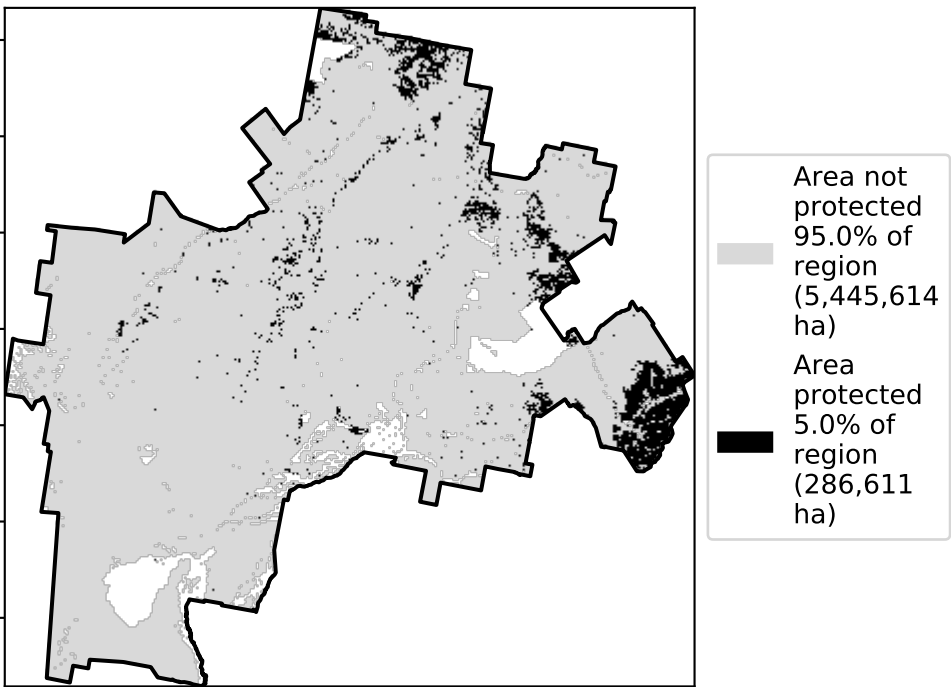 Area not
protected
95.0% of
region
(5,445,614
ha)
Area
protected
5.0% of
region
(286,611
ha)